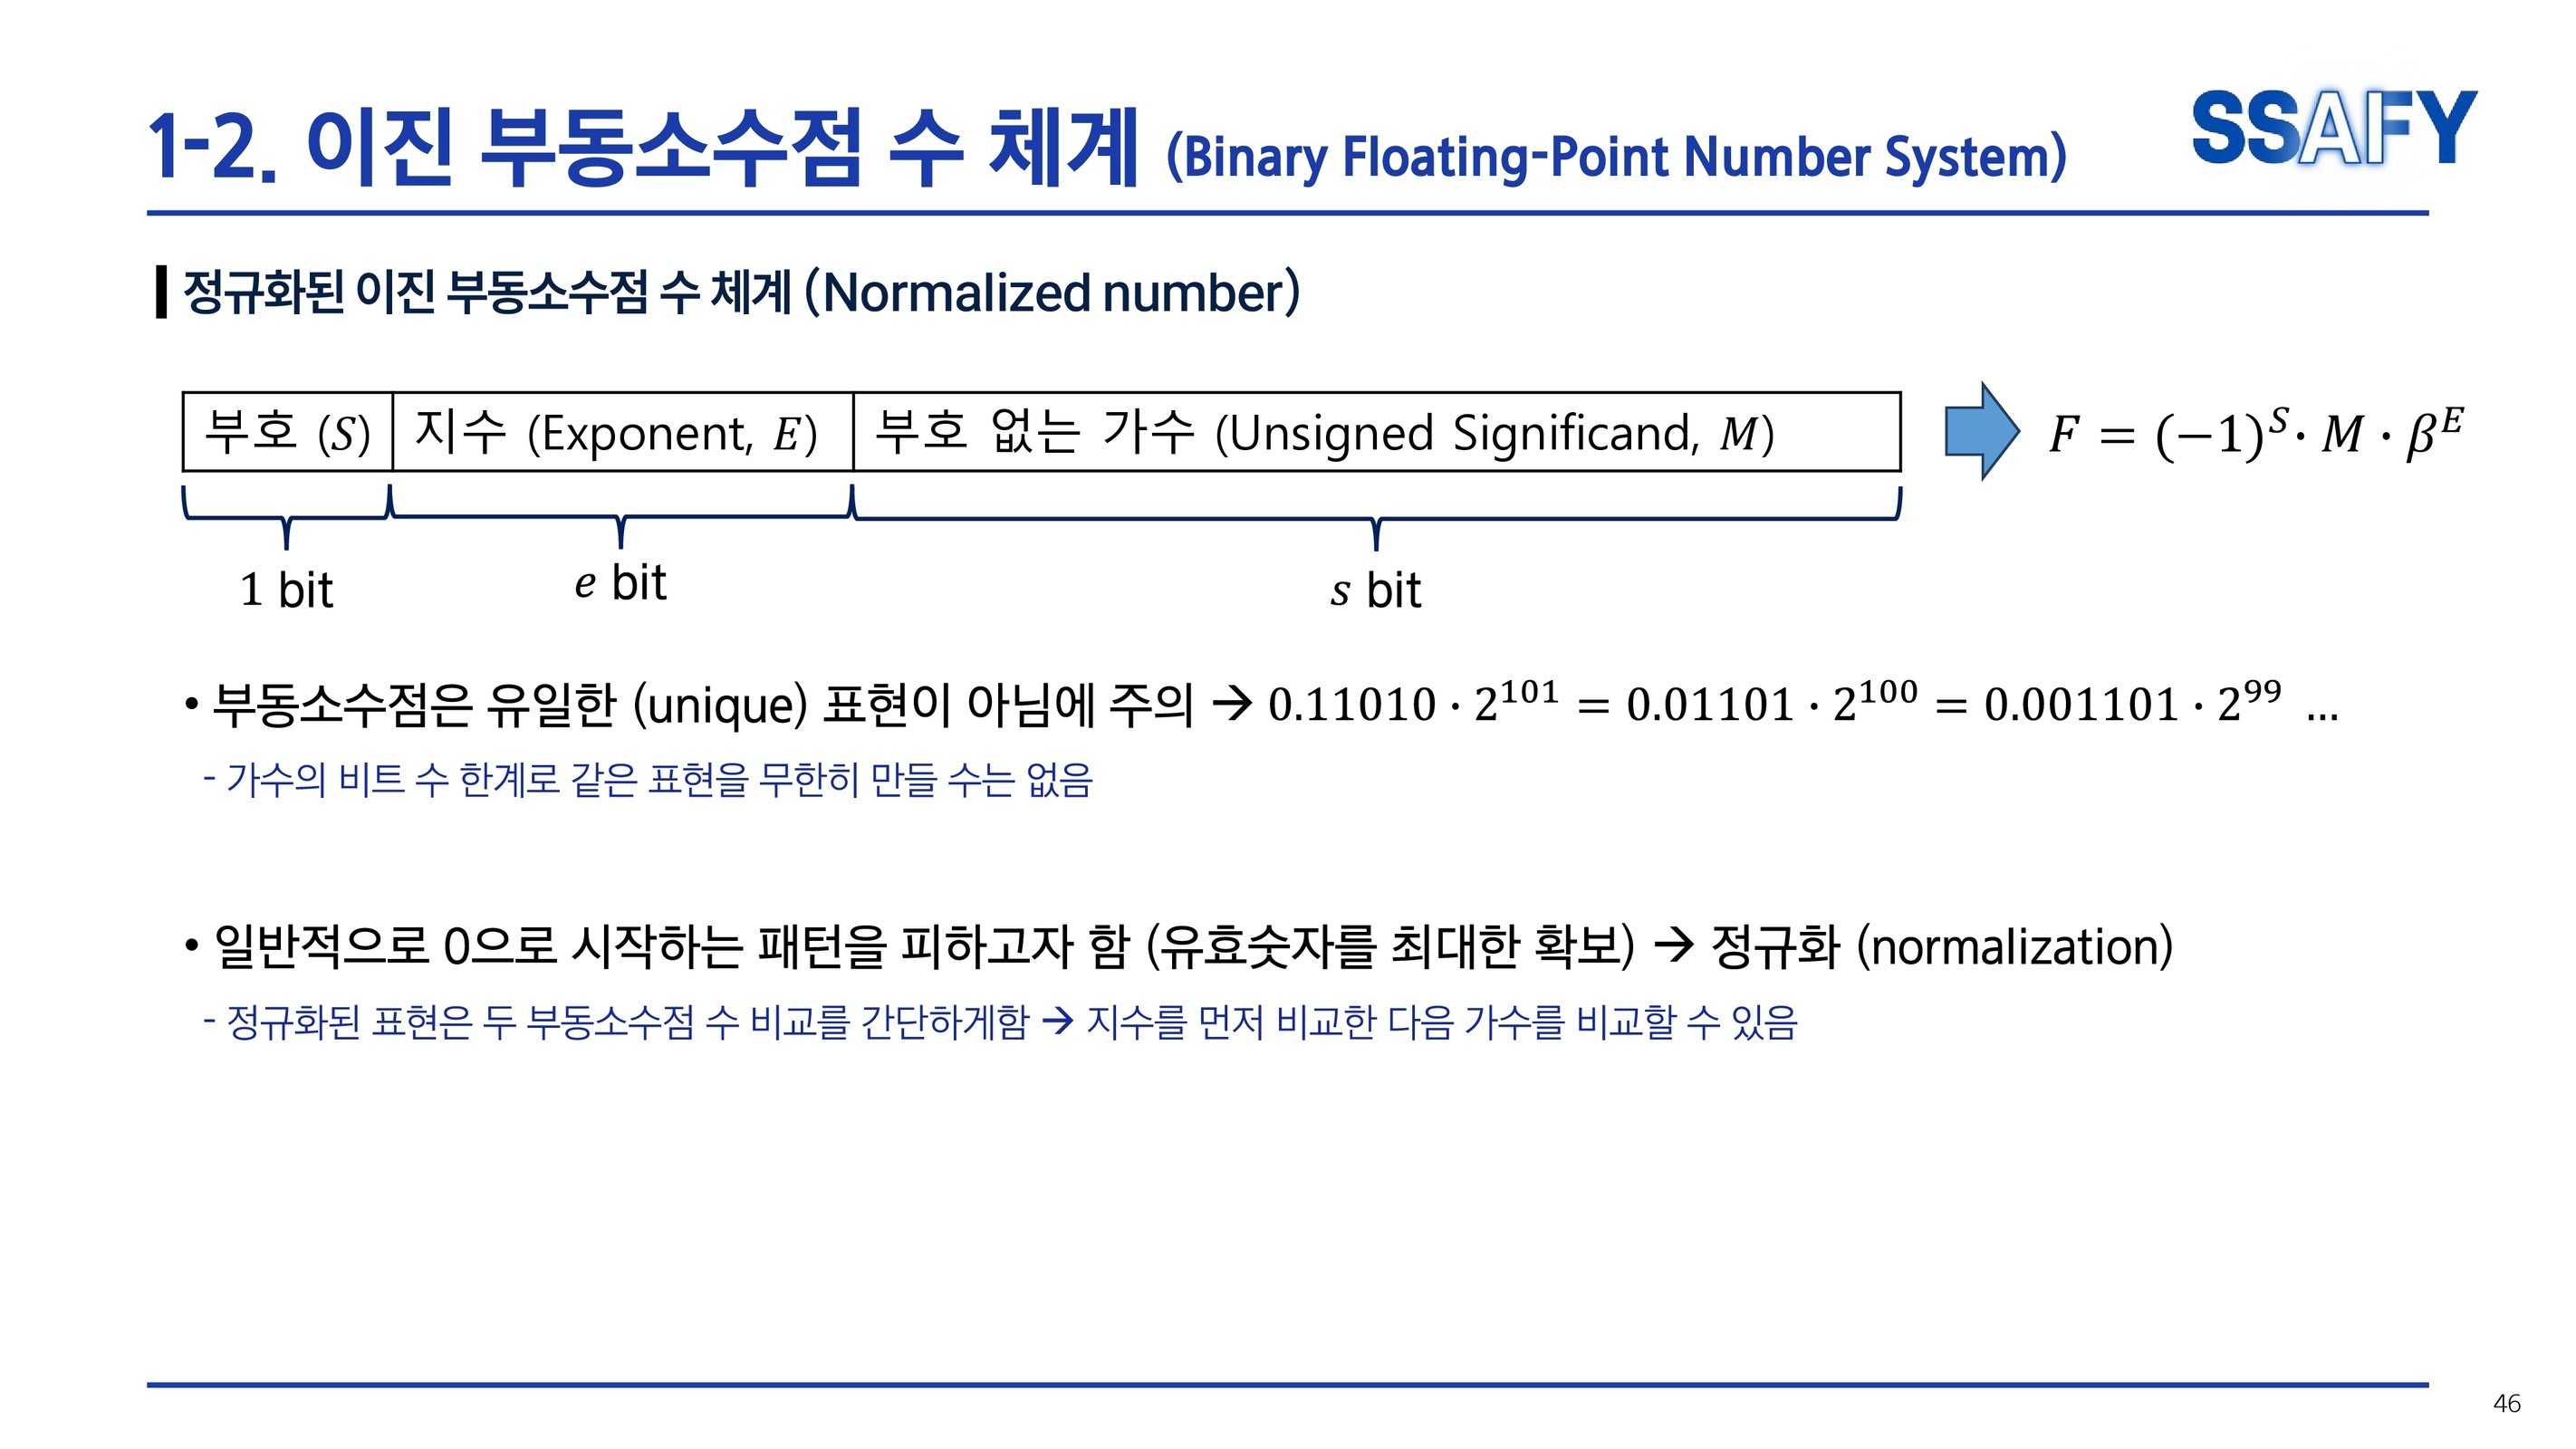 1-2. 이진 부동소수점 수 체계 (Binary Floating-Point Number System)
SSAFY
정규화된 이진 부동소수점 수 체계 (Normalized number)
부호 (S) 지수 (Exponent, E) 부호 없는 가수 (Unsigned Significand, M) F = (−1)^S · M · β^E
1 bit e bit s bit
• 부동소수점은 유일한 (unique) 표현이 아님에 주의 → 0.11010 · 2^101 = 0.01101 · 2^100 = 0.001101 · 2^99 ...
- 가수의 비트 수 한계로 같은 표현을 무한히 만들 수는 없음
• 일반적으로 0으로 시작하는 패턴을 피하고자 함 (유효숫자를 최대한 확보) → 정규화 (normalization)
- 정규화된 표현은 두 부동소수점 수 비교를 간단하게함 → 지수를 먼저 비교한 다음 가수를 비교할 수 있음
46